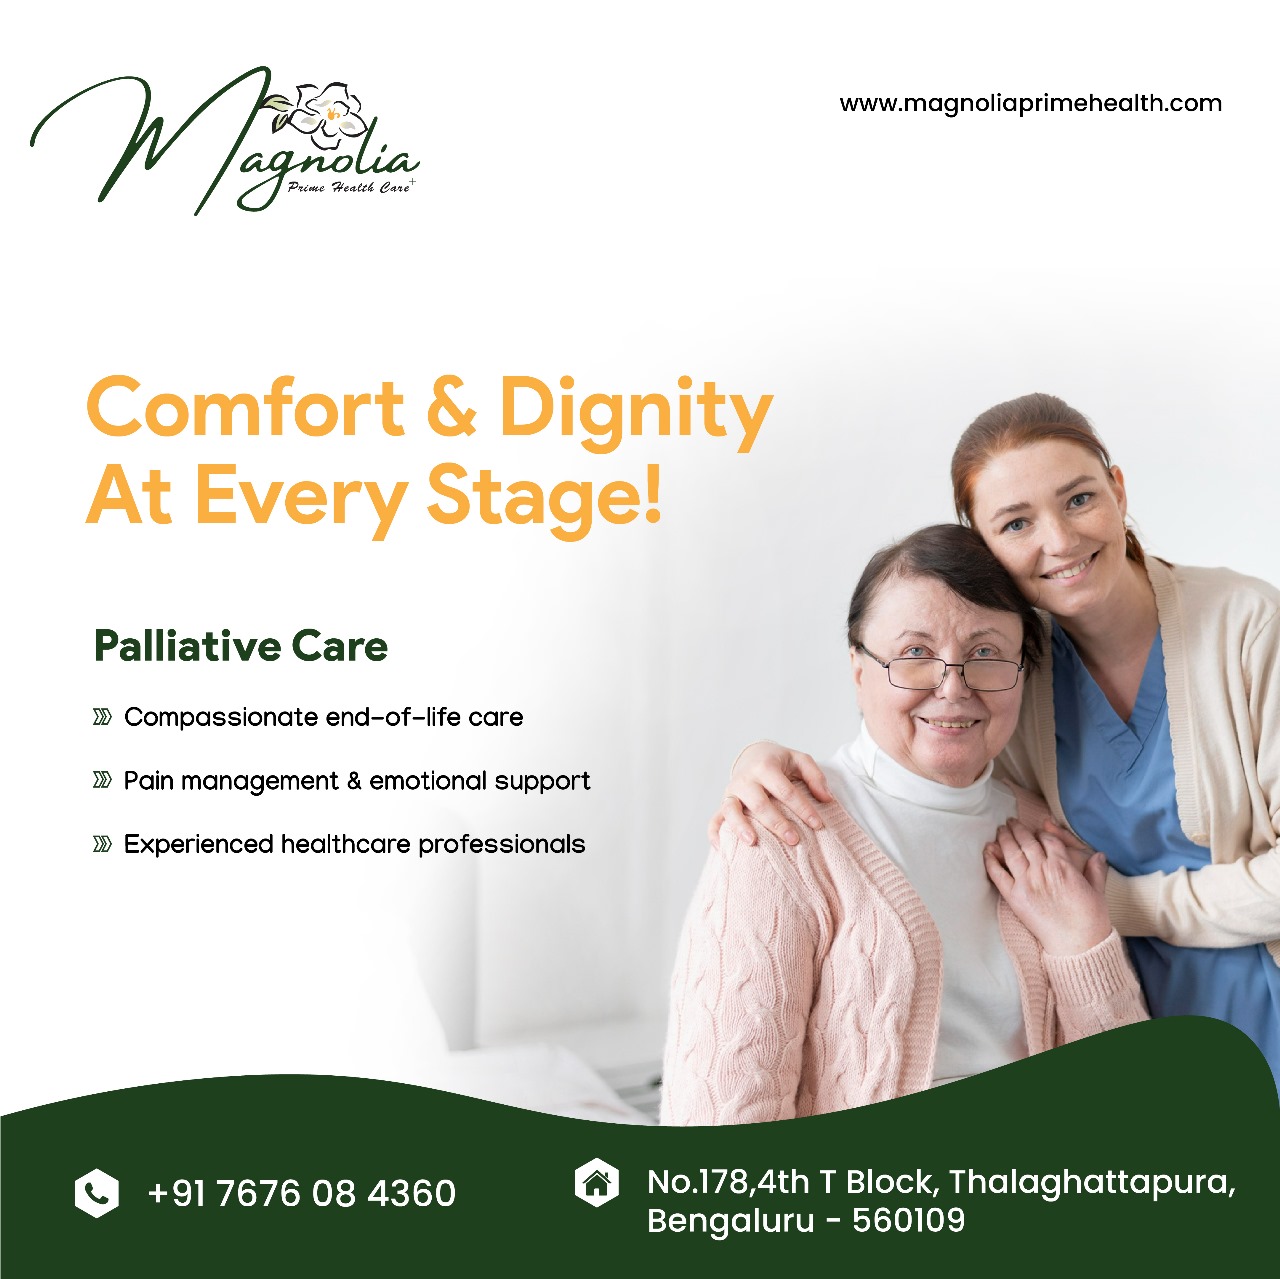 Magnolia
Prime Health Care+
www.magnoliaprimehealth.com
Comfort & Dignity
At Every Stage!
Palliative Care
Compassionate end-of-life care
Pain management & emotional support
Experienced healthcare professionals
+91 7676 08 4360
No.178,4th T Block, Thalaghattapura,
Bengaluru - 560109